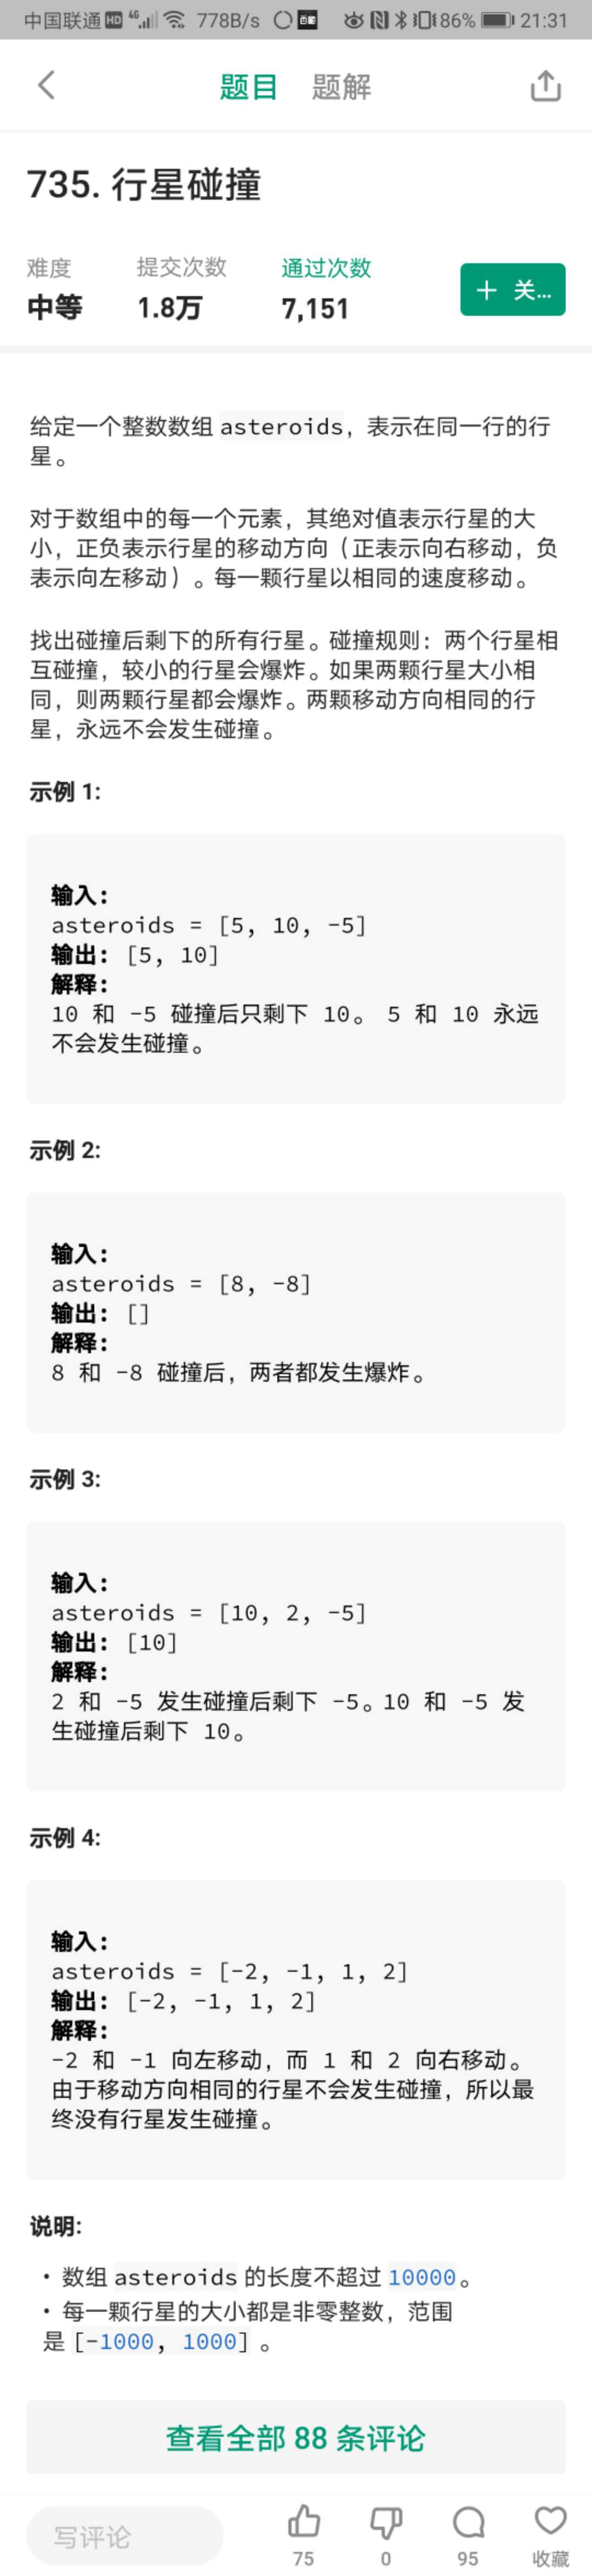 中国联通 HD 4G 778B/s 86% 21:31
题目 题解
735. 行星碰撞
难度 提交次数 通过次数
中等 1.8万 7,151
+ 关...
给定一个整数数组 asteroids，表示在同一行的行
星。
对于数组中的每一个元素，其绝对值表示行星的大
小，正负表示行星的移动方向（正表示向右移动，负
表示向左移动）。每一颗行星以相同的速度移动。
找出碰撞后剩下的所有行星。碰撞规则：两个行星相
互碰撞，较小的行星会爆炸。如果两颗行星大小相
同，则两颗行星都会爆炸。两颗移动方向相同的行
星，永远不会发生碰撞。
示例 1:
输入:
asteroids = [5, 10, -5]
输出: [5, 10]
解释:
10 和 -5 碰撞后只剩下 10。 5 和 10 永远
不会发生碰撞。
示例 2:
输入:
asteroids = [8, -8]
输出: []
解释:
8 和 -8 碰撞后，两者都发生爆炸。
示例 3:
输入:
asteroids = [10, 2, -5]
输出: [10]
解释:
2 和 -5 发生碰撞后剩下 -5。10 和 -5 发
生碰撞后剩下 10。
示例 4:
输入:
asteroids = [-2, -1, 1, 2]
输出: [-2, -1, 1, 2]
解释:
-2 和 -1 向左移动，而 1 和 2 向右移动。
由于移动方向相同的行星不会发生碰撞，所以最
终没有行星发生碰撞。
说明:
• 数组 asteroids 的长度不超过 10000。
• 每一颗行星的大小都是非零整数，范围
是 [-1000, 1000] 。
查看全部 88 条评论
写评论
75 0 95 收藏